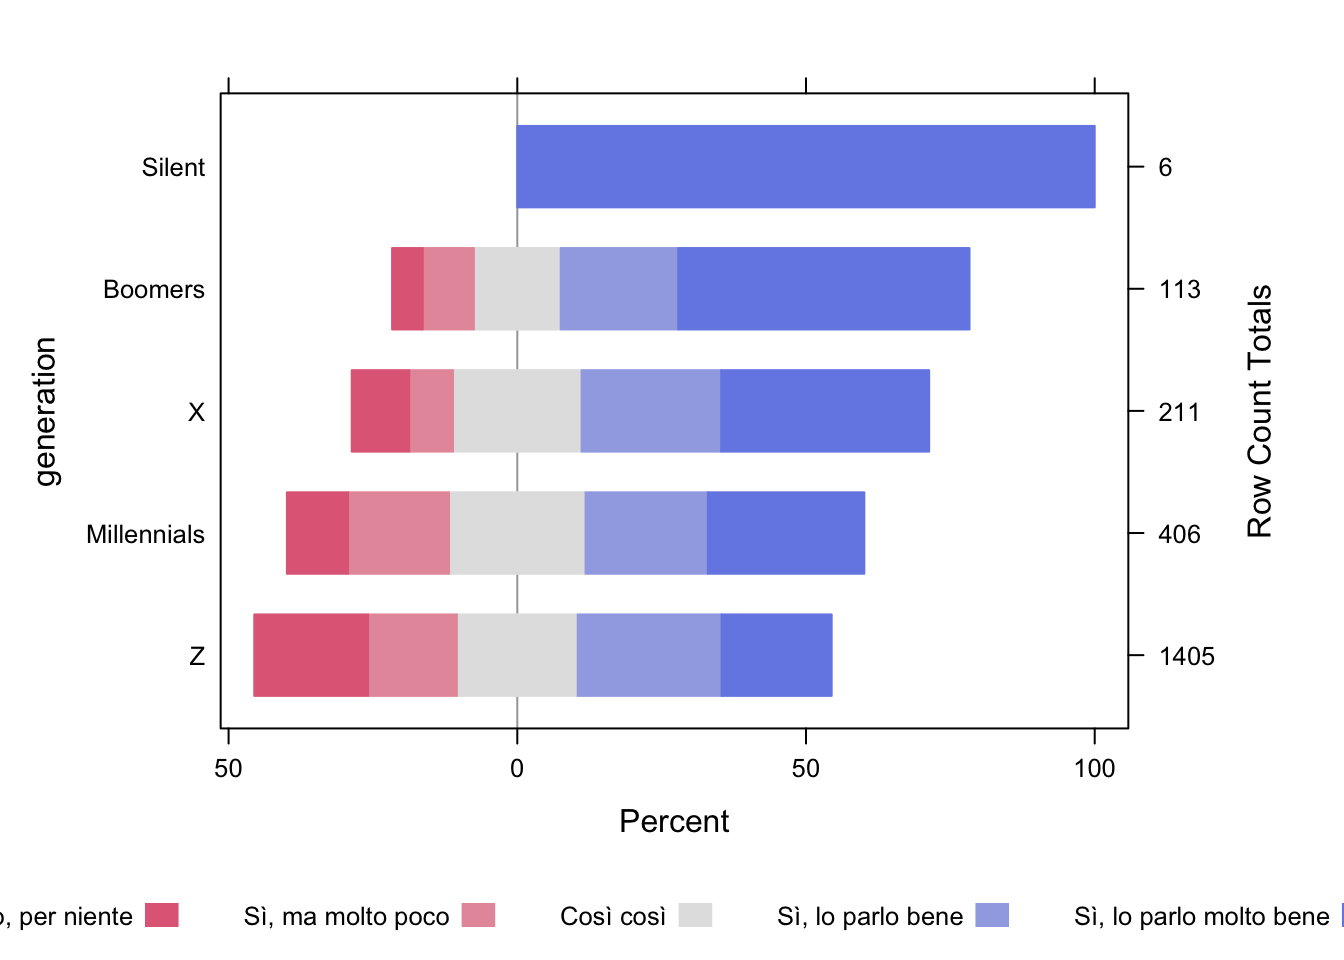 Silent
6
Boomers
113
X
211
Millennials
406
Z
1405
generation
Row Count Totals
50 0 50 100
Percent
per niente Sì, ma molto poco Così così Sì, lo parlo bene Sì, lo parlo molto bene